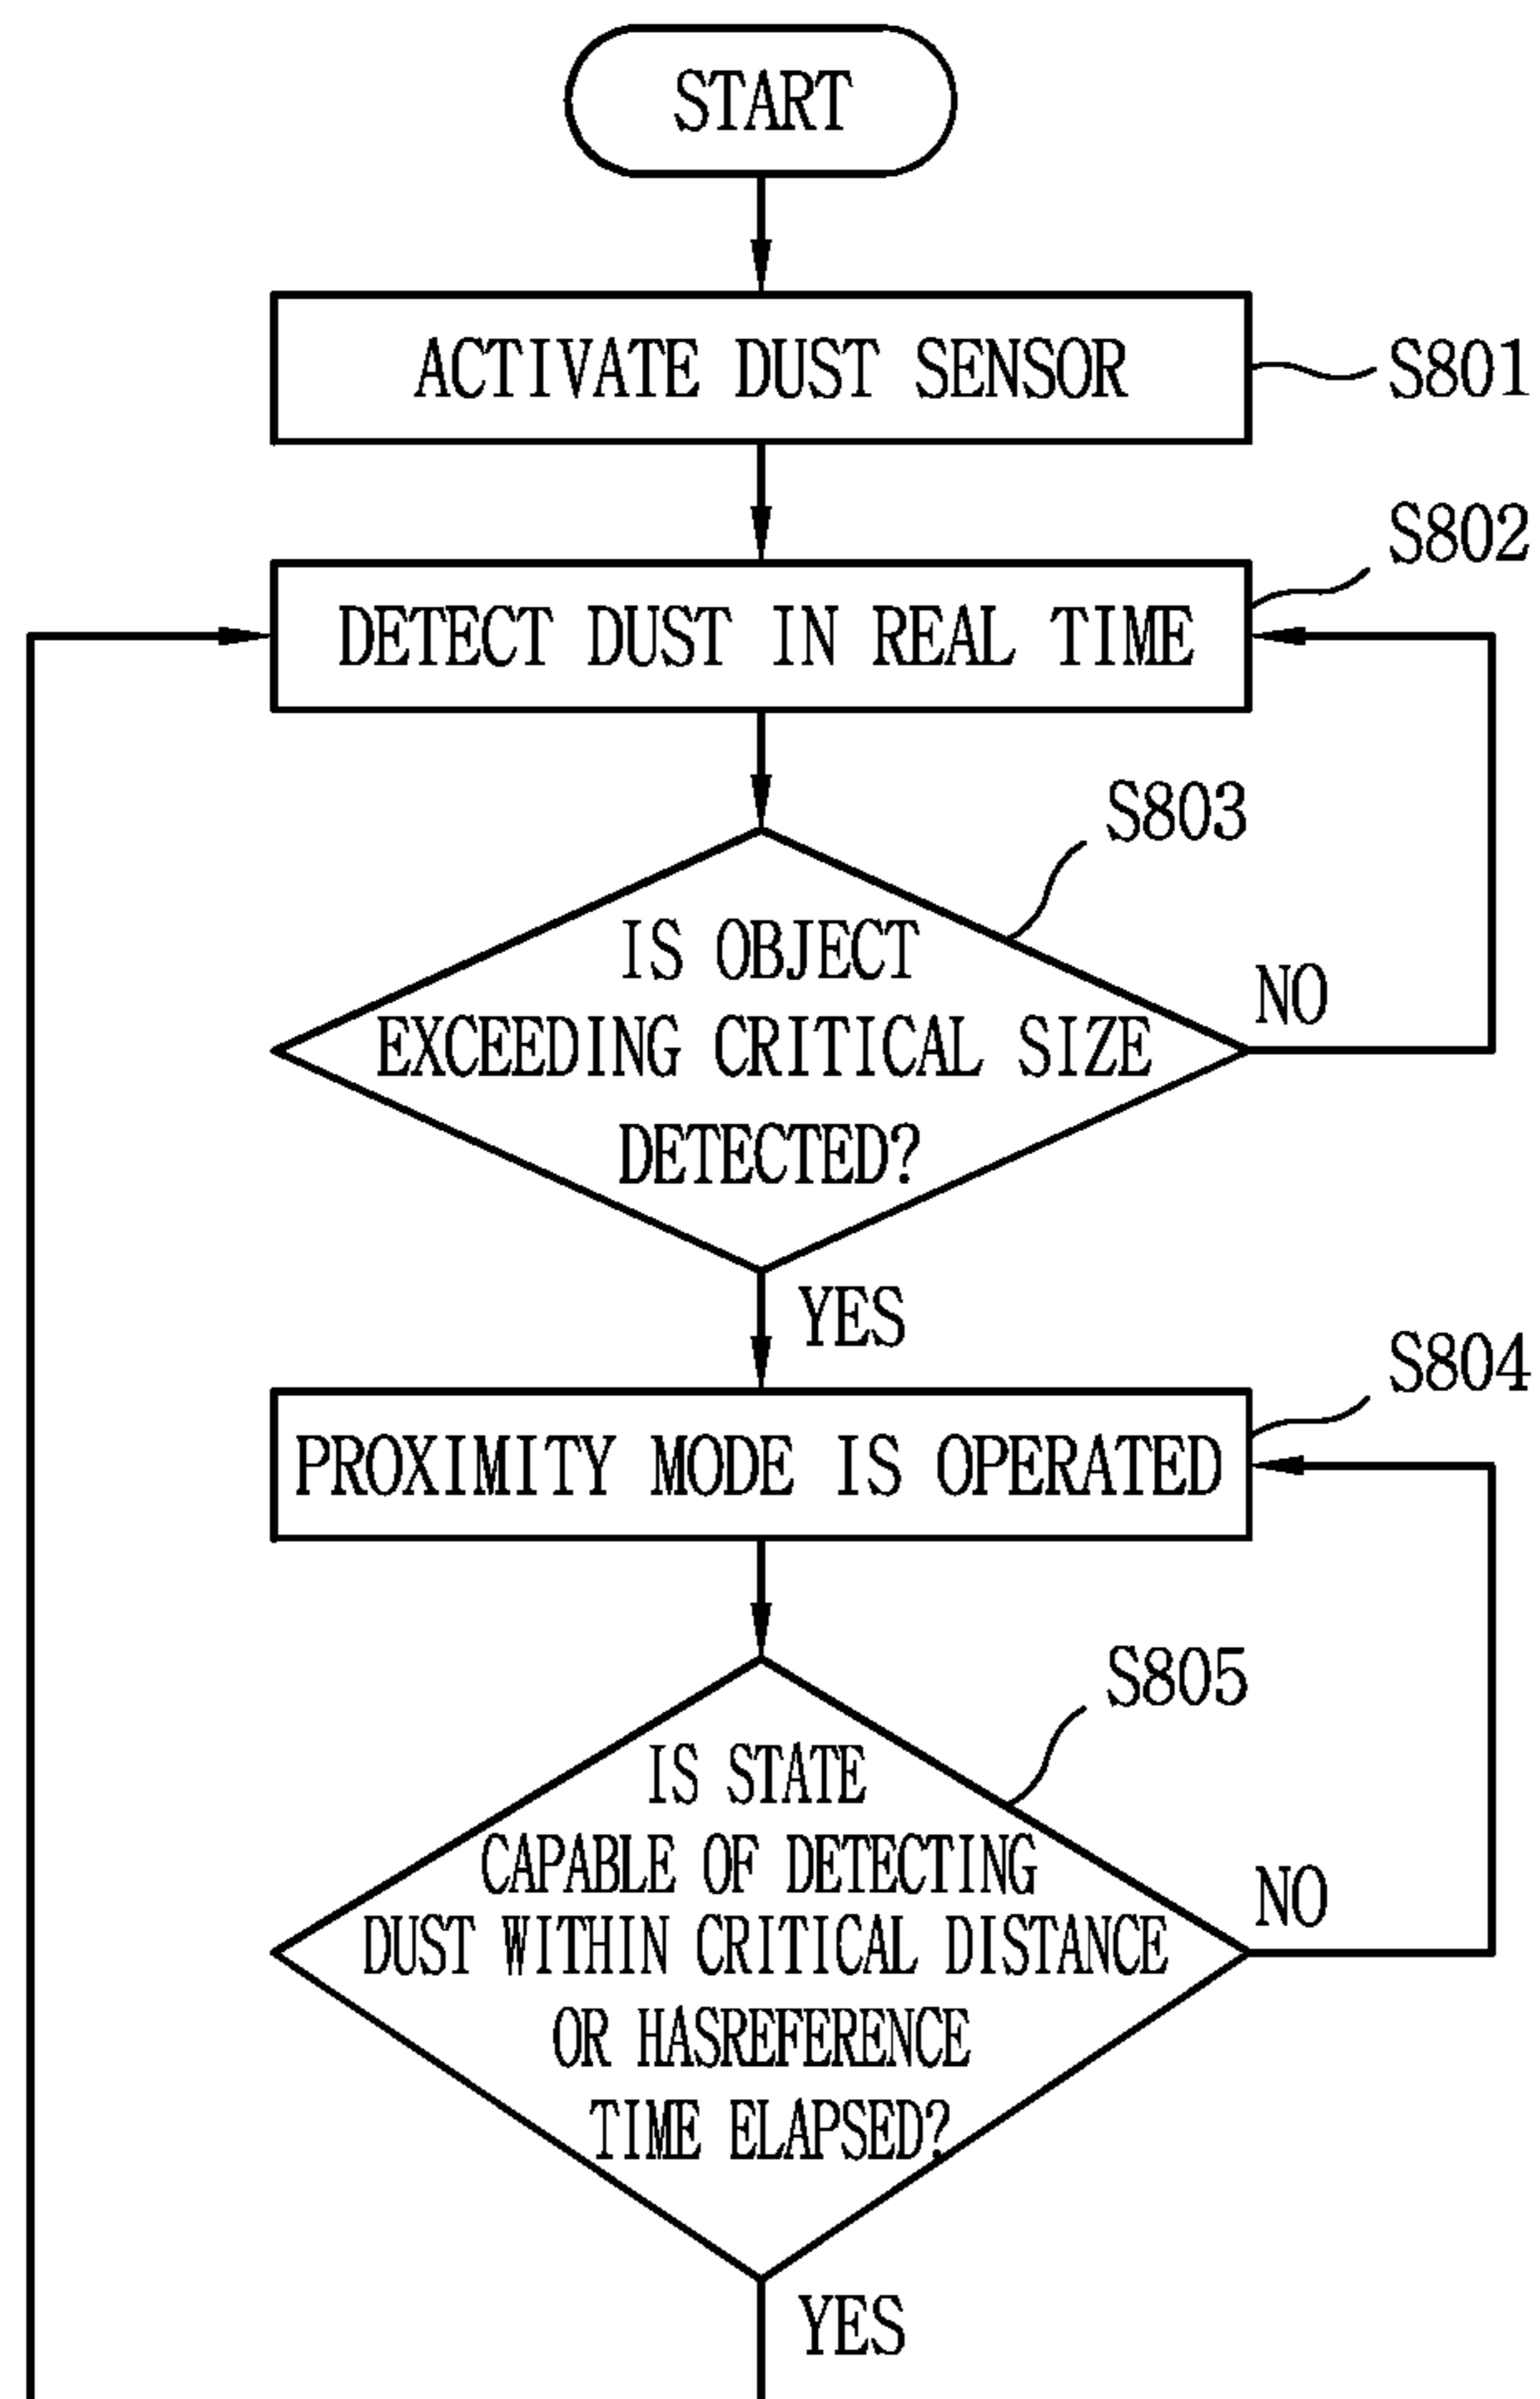 START
ACTIVATE DUST SENSOR
S801
S802
DETECT DUST IN REAL TIME
S803
IS OBJECT
EXCEEDING CRITICAL SIZE
DETECTED?
NO
YES
S804
PROXIMITY MODE IS OPERATED
S805
IS STATE
CAPABLE OF DETECTING
DUST WITHIN CRITICAL DISTANCE
OR HASREFERENCE
TIME ELAPSED?
NO
YES